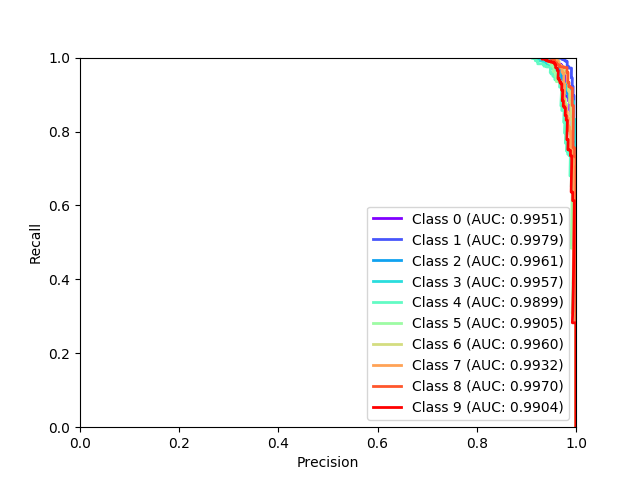 1.0
0.8
0.6
0.4
0.2
0.0
Recall
Class 0 (AUC: 0.9951)
Class 1 (AUC: 0.9979)
Class 2 (AUC: 0.9961)
Class 3 (AUC: 0.9957)
Class 4 (AUC: 0.9899)
Class 5 (AUC: 0.9905)
Class 6 (AUC: 0.9960)
Class 7 (AUC: 0.9932)
Class 8 (AUC: 0.9970)
Class 9 (AUC: 0.9904)
0.0 0.2 0.4 0.6 0.8 1.0
Precision